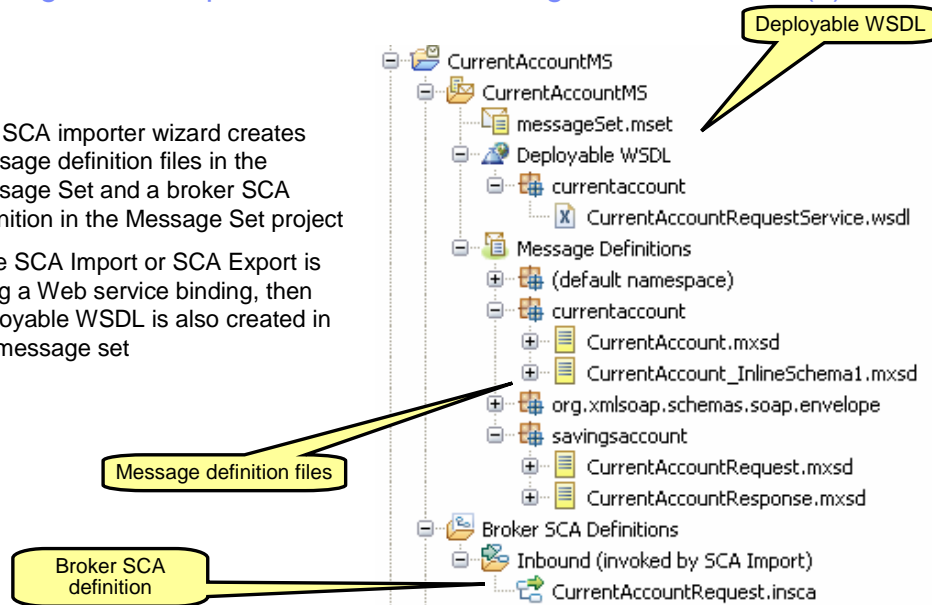 Deployable WSDL
SCA importer wizard creates
sage definition files in the
sage Set and a broker SCA
nition in the Message Set project
e SCA Import or SCA Export is
g a Web service binding, then
loyable WSDL is also created in
message set
CurrentAccountMS
CurrentAccountMS
messageSet.mset
Deployable WSDL
currentaccount
CurrentAccountRequestService.wsdl
Message Definitions
(default namespace)
currentaccount
CurrentAccount.mxsd
CurrentAccount_InlineSchema1.mxsd
org.xmlsoap.schemas.soap.envelope
savingsaccount
CurrentAccountRequest.mxsd
CurrentAccountResponse.mxsd
Broker SCA Definitions
Inbound (invoked by SCA Import)
CurrentAccountRequest.insca
Message definition files
Broker SCA
definition